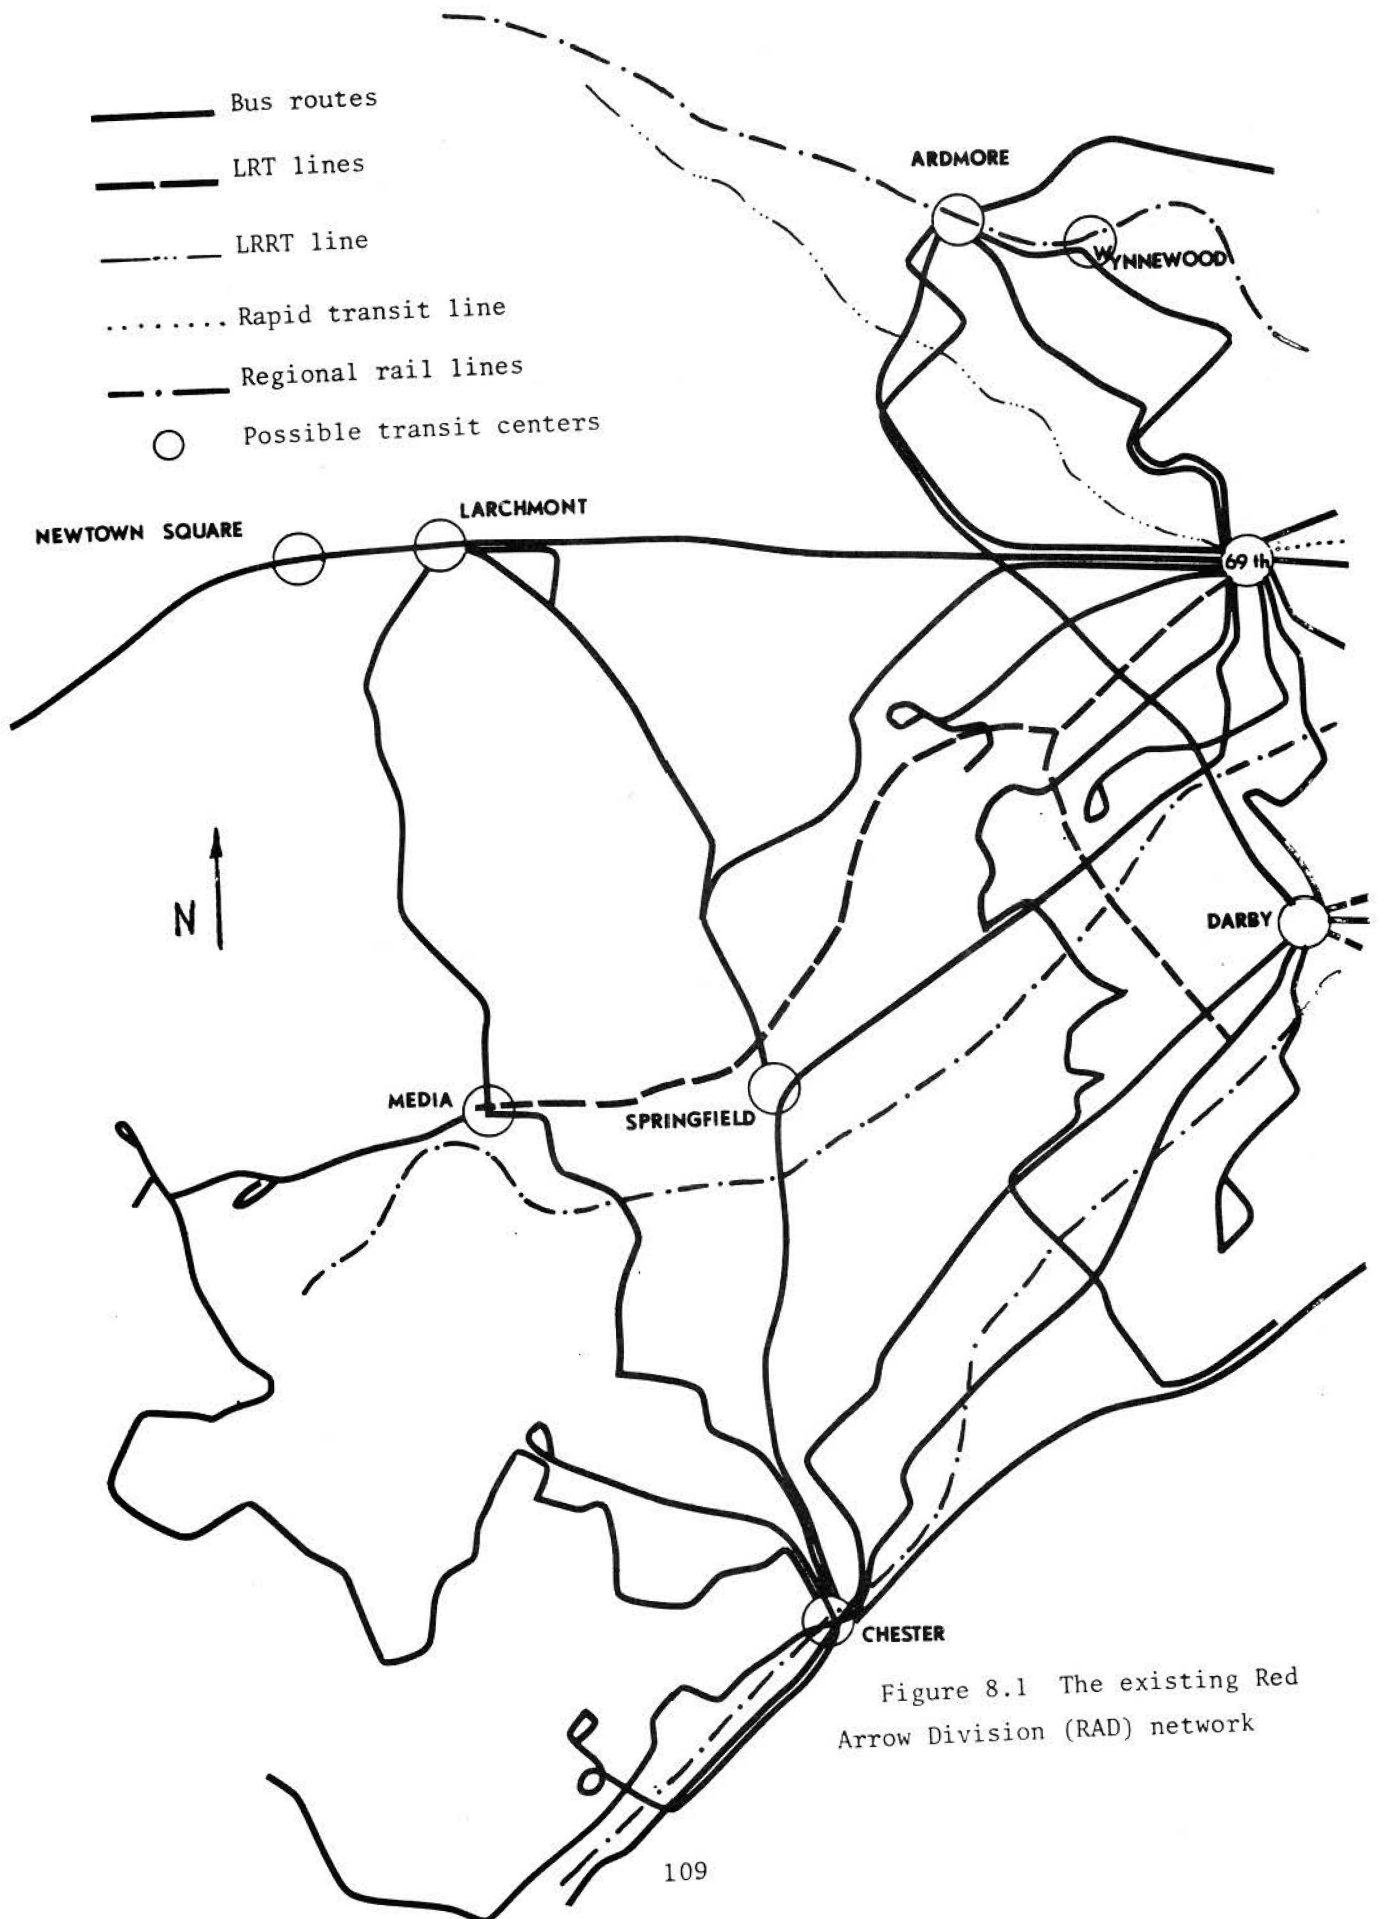 Bus routes
LRT lines
LRRT line
Rapid transit line
Regional rail lines
Possible transit centers
ARDMORE
WYNNEWOOD
NEWTOWN SQUARE
LARCHMONT
69 th
N
DARBY
MEDIA
SPRINGFIELD
CHESTER
Figure 8.1 The existing Red
Arrow Division (RAD) network
109